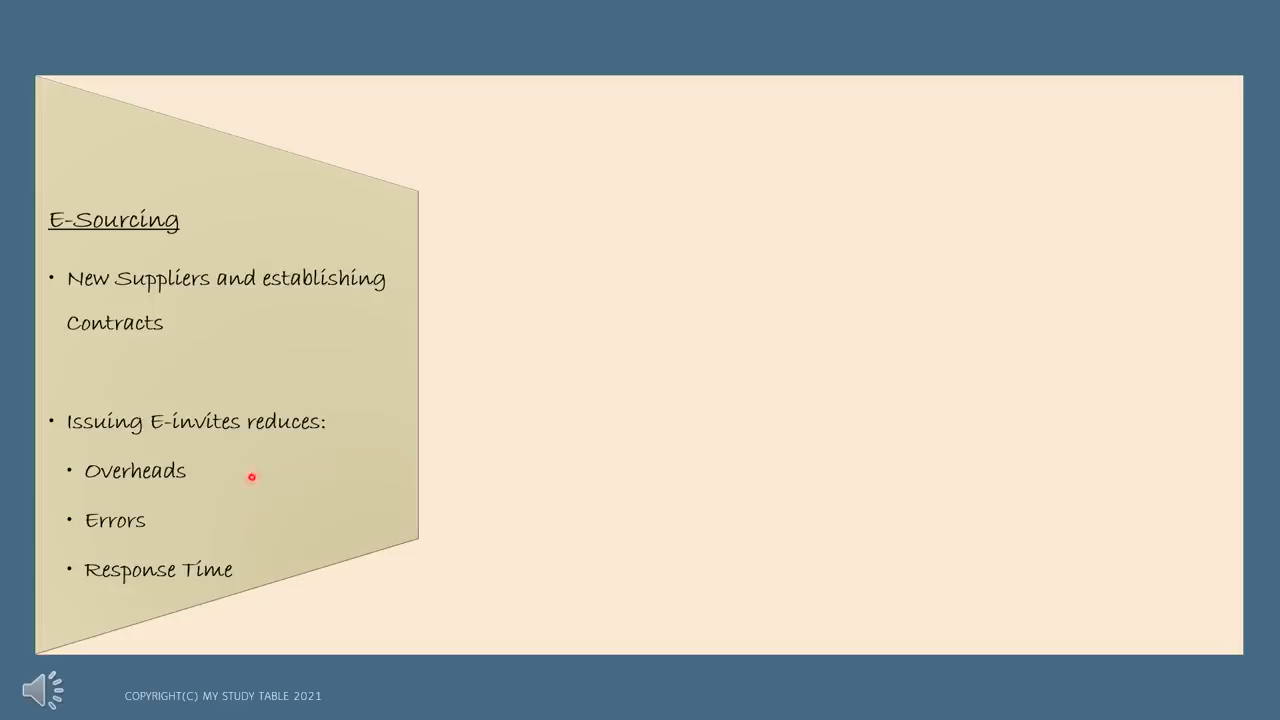 E-Sourcing
• New Suppliers and establishing
Contracts
• Issuing E-invites reduces:
• Overheads
• Errors
• Response Time
COPYRIGHT(C) MY STUDY TABLE 2021